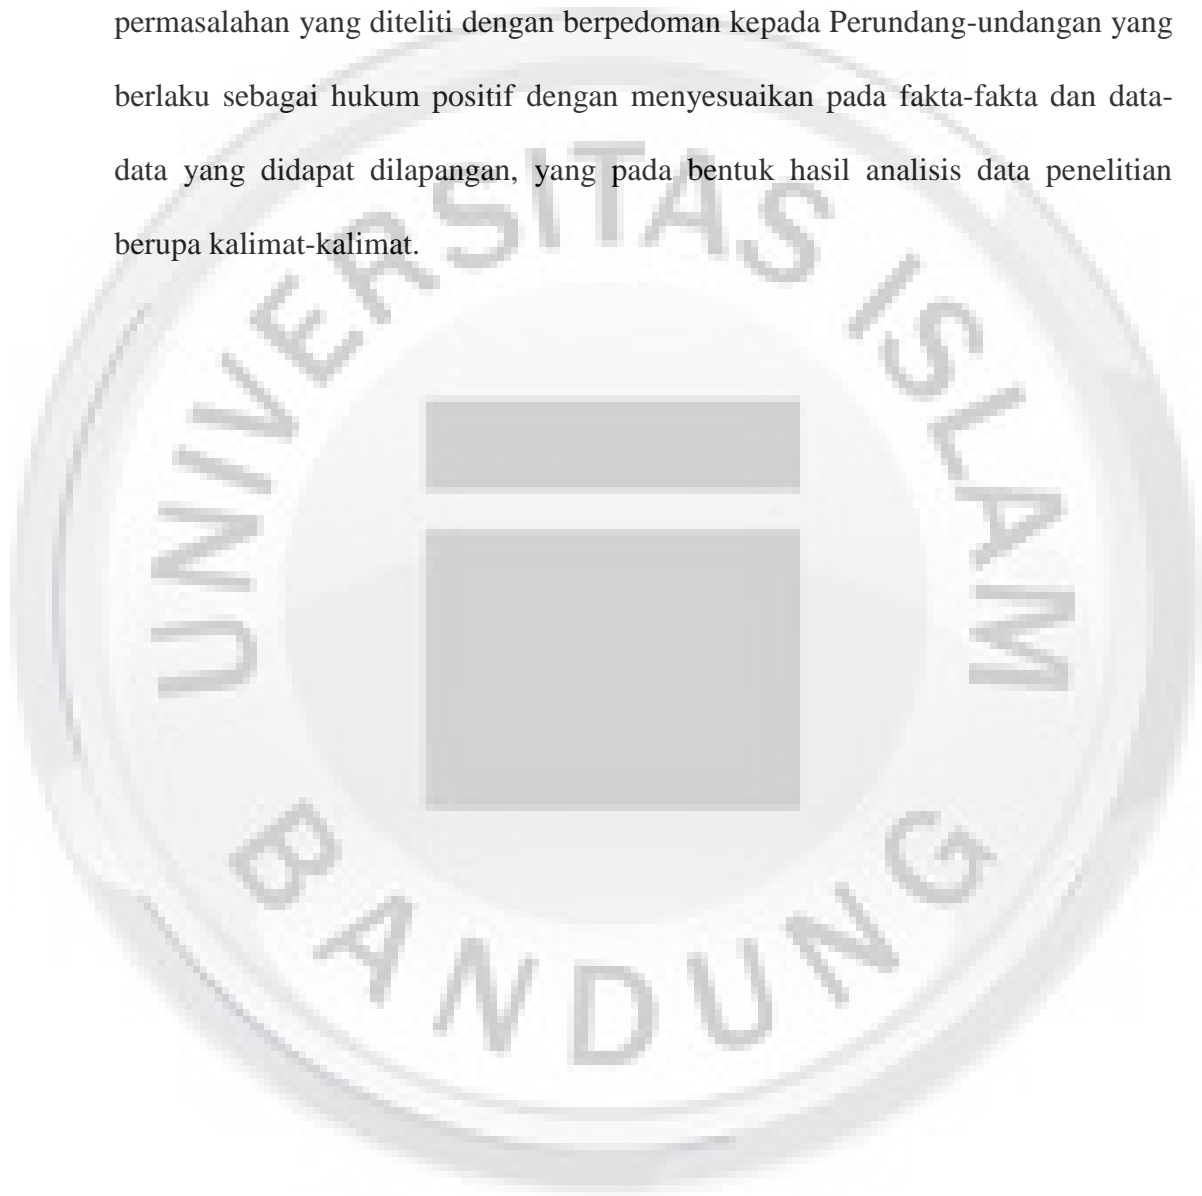 permasalahan yang diteliti dengan berpedoman kepada Perundang-undangan yang
berlaku sebagai hukum positif dengan menyesuaikan pada fakta-fakta dan data-
data yang didapat dilapangan, yang pada bentuk hasil analisis data penelitian
berupa kalimat-kalimat.
UNIVERSITAS ISLAM
BANDUNG